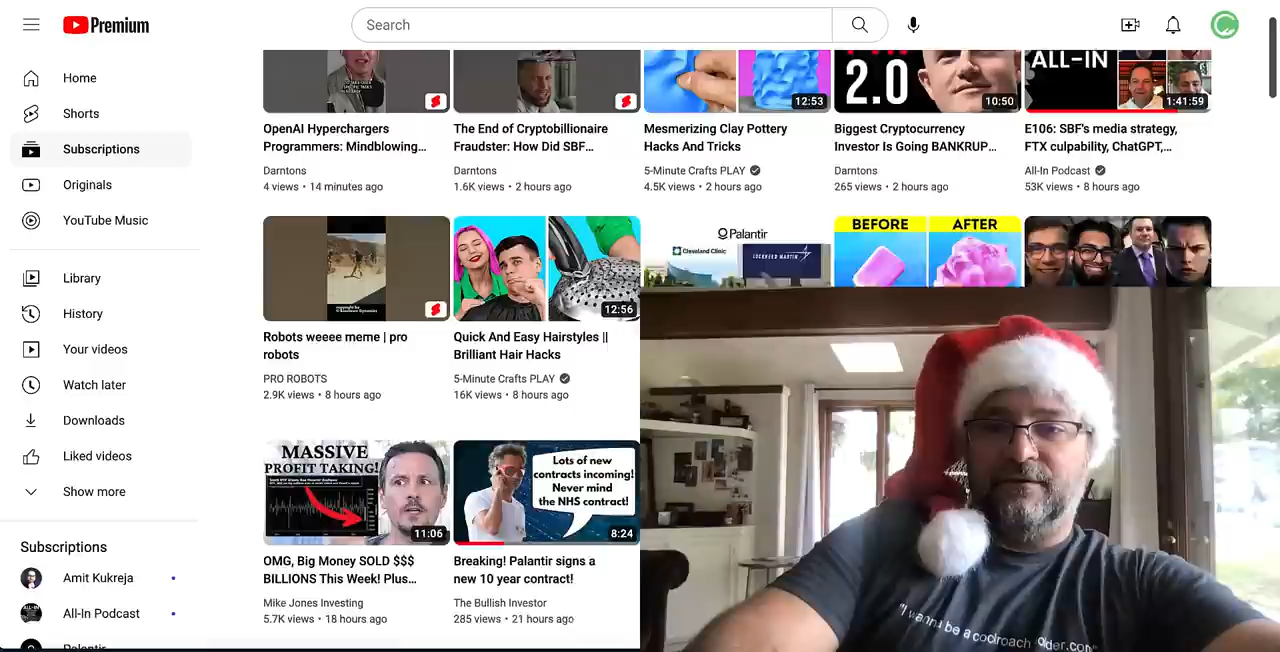 Premium
Search
Home
Shorts
Subscriptions
Originals
YouTube Music
Library
History
Your videos
Watch later
Downloads
Liked videos
Show more
Subscriptions
Amit Kukreja
All-In Podcast
Palantir
12:53
2.0
10:50
ALL-IN
1:41:59
OpenAI Hyperchargers
Programmers: Mindblowing...
Darntons
4 views • 14 minutes ago
The End of Cryptobillionaire
Fraudster: How Did SBF...
Darntons
1.6K views • 2 hours ago
Mesmerizing Clay Pottery
Hacks And Tricks
5-Minute Crafts PLAY
4.5K views • 2 hours ago
Biggest Cryptocurrency
Investor Is Going BANKRUP...
Darntons
265 views • 2 hours ago
E106: SBF's media strategy,
FTX culpability, ChatGPT,...
All-In Podcast
53K views • 8 hours ago
12:56
Palantir
Cleveland Clinic
LOCKHEED MARTIN
BEFORE
AFTER
Robots weeee meme | pro
robots
PRO ROBOTS
2.9K views • 8 hours ago
Quick And Easy Hairstyles ||
Brilliant Hair Hacks
5-Minute Crafts PLAY
16K views • 8 hours ago
MASSIVE
PROFIT TAKING!
11:06
Lots of new
contracts incoming!
Never mind
the NHS contract!
8:24
OMG, Big Money SOLD $$$
BILLIONS This Week! Plus...
Mike Jones Investing
5.7K views • 18 hours ago
Breaking! Palantir signs a
new 10 year contract!
The Bullish Investor
285 views • 21 hours ago
"I wanna be a